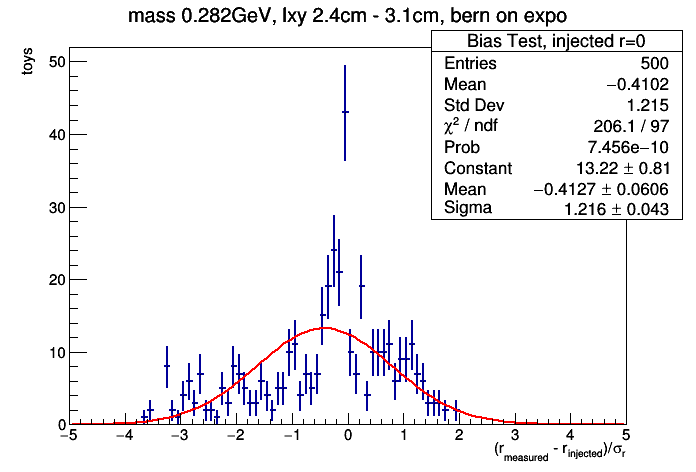 mass 0.282GeV, lxy 2.4cm - 3.1cm, bern on expo
toys
Bias Test, injected r=0
Entries 500
Mean −0.4102
Std Dev 1.215
χ² / ndf 206.1 / 97
Prob 7.456e−10
Constant 13.22 ± 0.81
Mean −0.4127 ± 0.0606
Sigma 1.216 ± 0.043
50
40
30
20
10
0
−5 −4 −3 −2 −1 0 1 2 3 4 5
(r_measured - r_injected)/σ_r